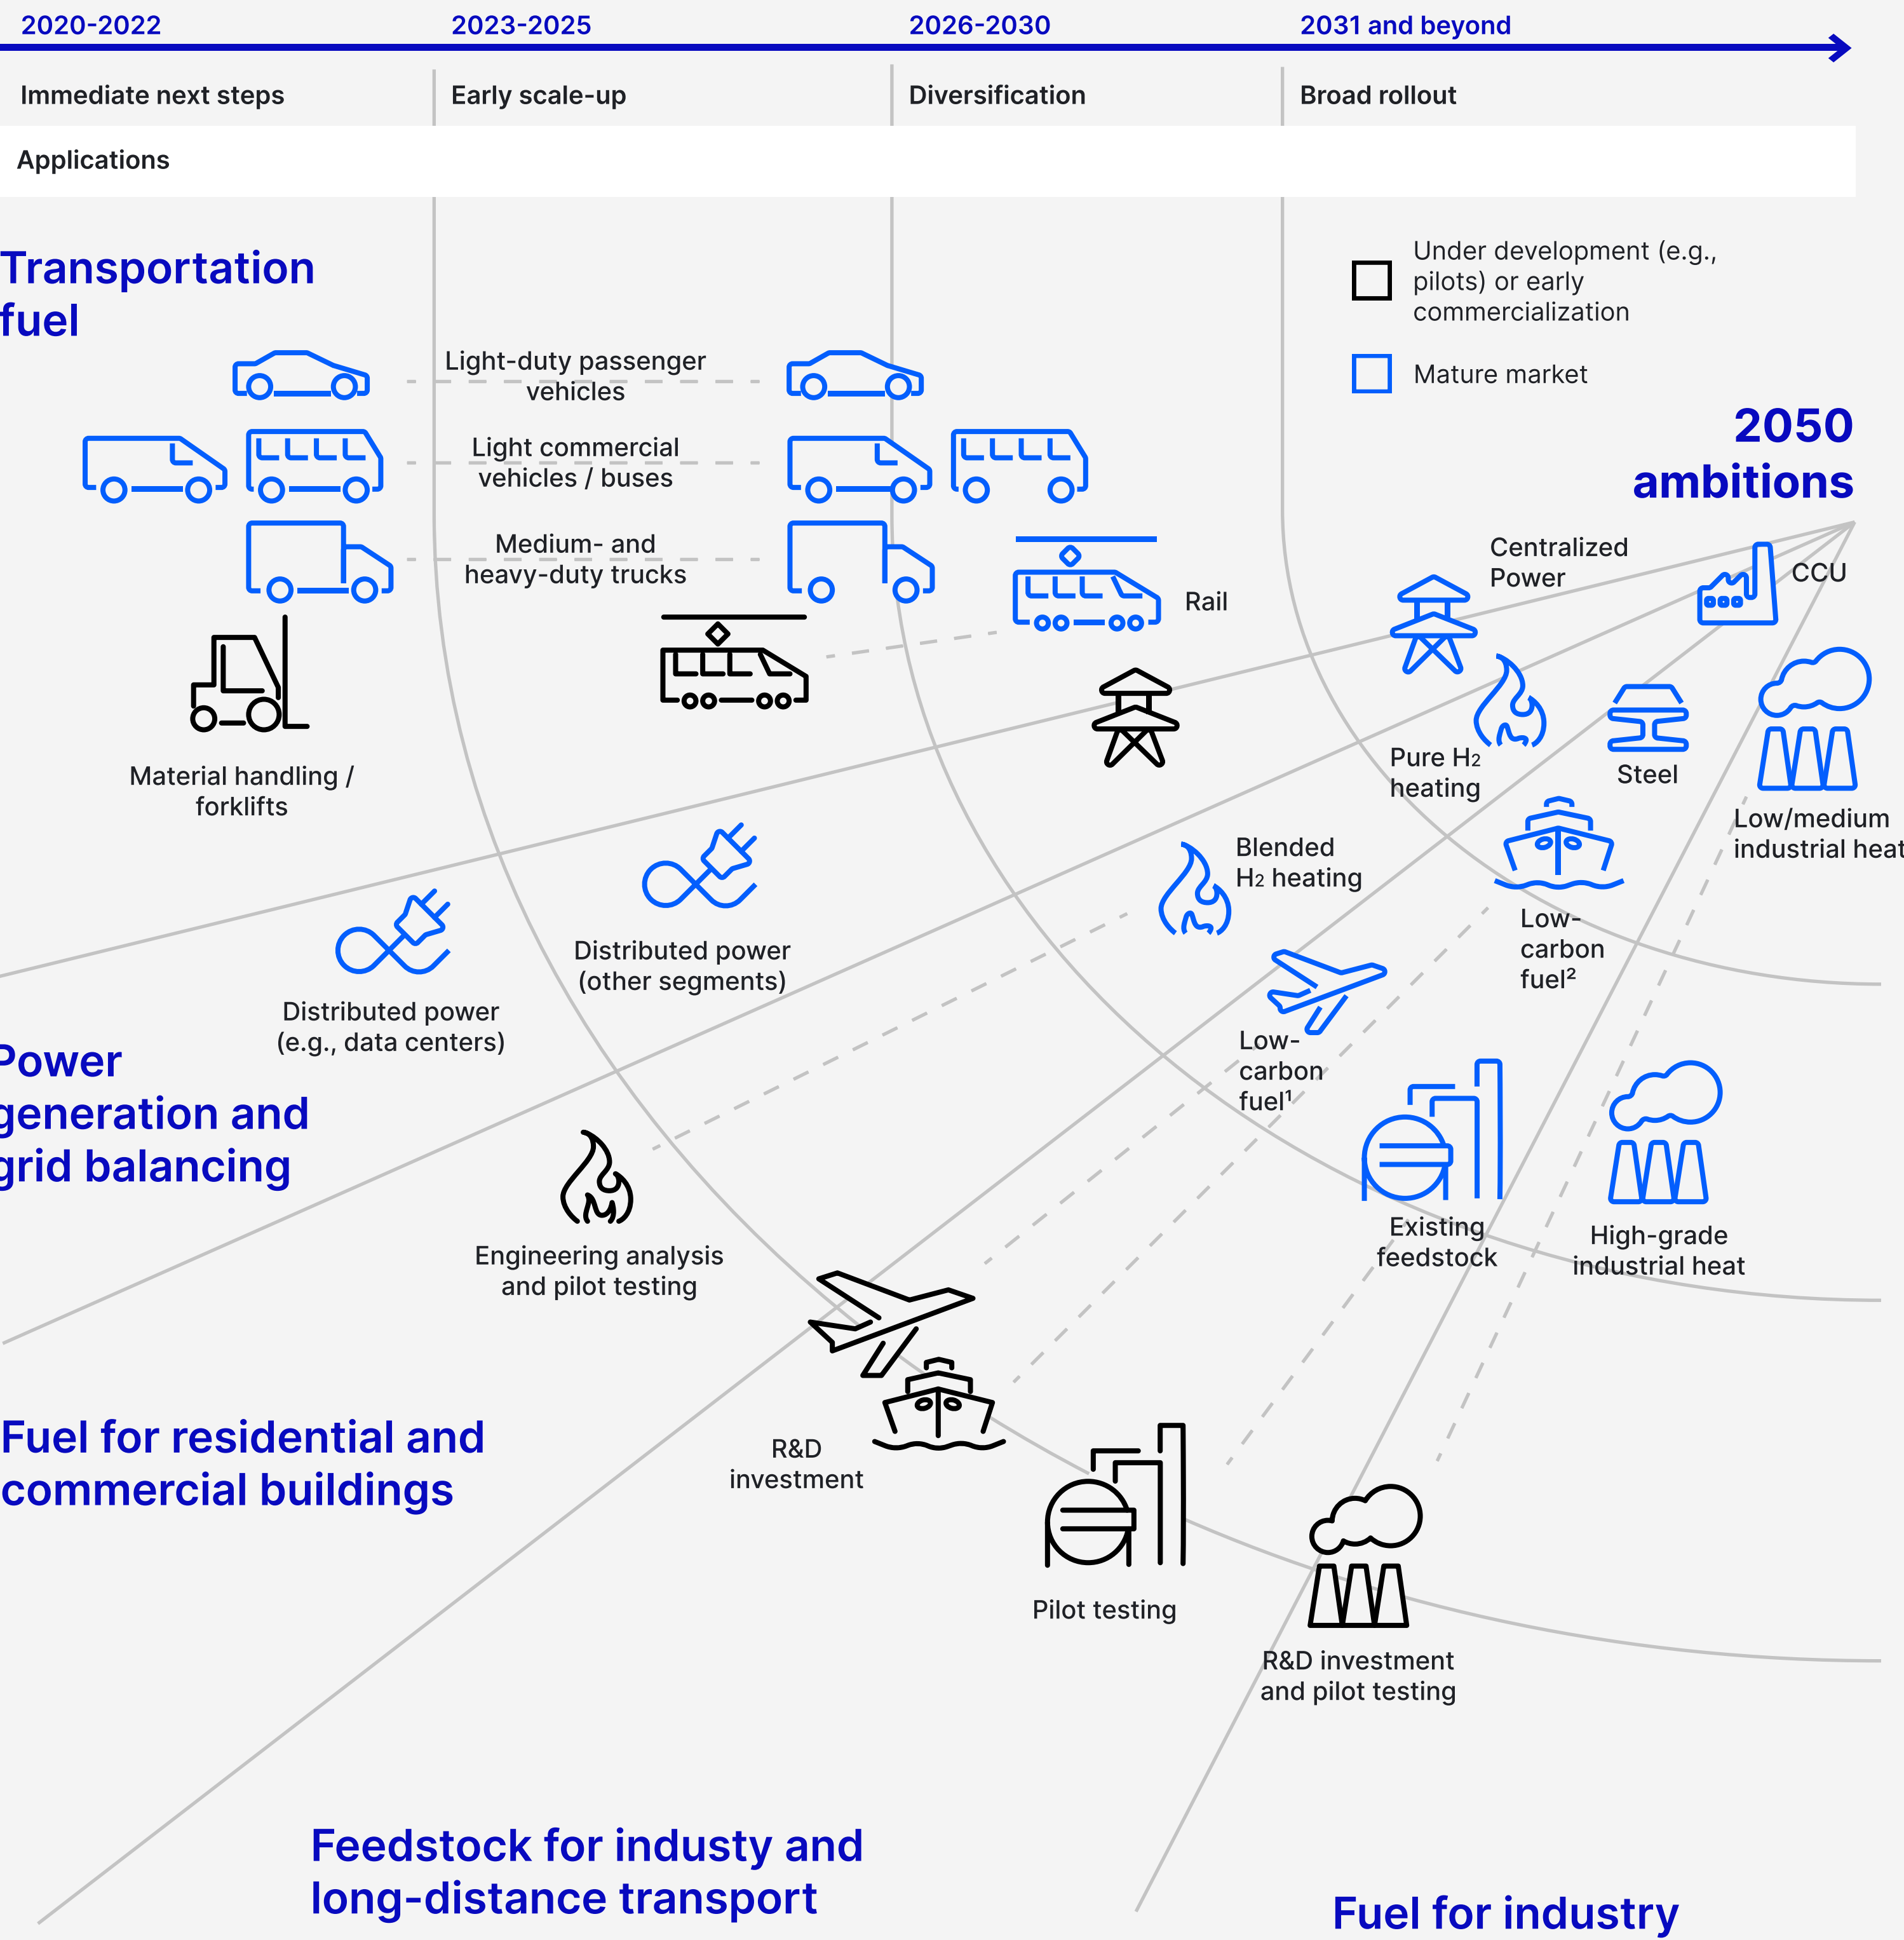 2020-2022
2023-2025
2026-2030
2031 and beyond
Immediate next steps
Early scale-up
Diversification
Broad rollout
Applications
Transportation
fuel
Under development (e.g.,
pilots) or early
commercialization
Mature market
2050
ambitions
Light-duty passenger
vehicles
Light commercial
vehicles / buses
Medium- and
heavy-duty trucks
Rail
Centralized
Power
CCU
Material handling /
forklifts
Pure H₂
heating
Steel
Low/medium
industrial heat
Blended
H₂ heating
Low-
carbon
fuel²
Distributed power
(other segments)
Distributed power
(e.g., data centers)
Low-
carbon
fuel¹
Power
generation and
grid balancing
Existing
feedstock
High-grade
industrial heat
Engineering analysis
and pilot testing
Fuel for residential and
commercial buildings
R&D
investment
Pilot testing
R&D investment
and pilot testing
Feedstock for industy and
long-distance transport
Fuel for industry